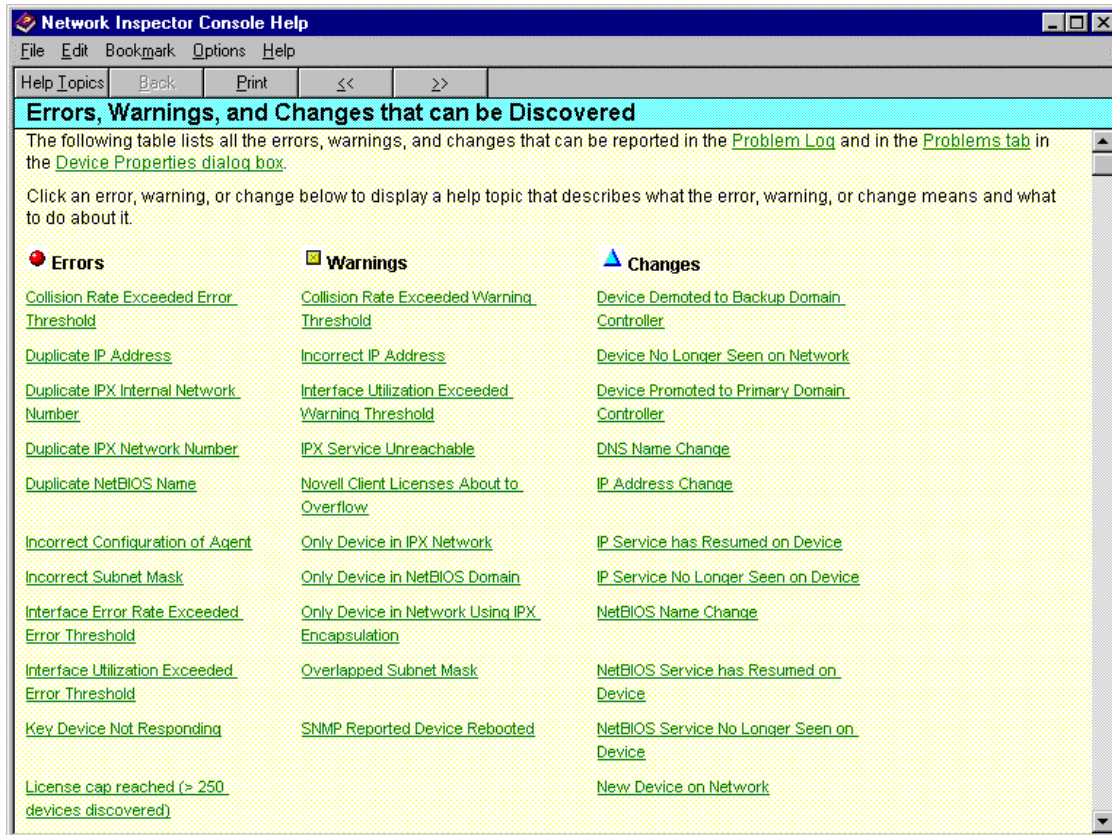 Network Inspector Console Help
File Edit Bookmark Options Help
Help Topics Back Print << >>
Errors, Warnings, and Changes that can be Discovered
The following table lists all the errors, warnings, and changes that can be reported in the Problem Log and in the Problems tab in
the Device Properties dialog box.
Click an error, warning, or change below to display a help topic that describes what the error, warning, or change means and what
to do about it.
Errors
Collision Rate Exceeded Error
Threshold
Duplicate IP Address
Duplicate IPX Internal Network
Number
Duplicate IPX Network Number
Duplicate NetBIOS Name
Incorrect Configuration of Agent
Incorrect Subnet Mask
Interface Error Rate Exceeded
Error Threshold
Interface Utilization Exceeded
Error Threshold
Key Device Not Responding
License cap reached (> 250
devices discovered)
Warnings
Collision Rate Exceeded Warning
Threshold
Incorrect IP Address
Interface Utilization Exceeded
Warning Threshold
IPX Service Unreachable
Novell Client Licenses About to
Overflow
Only Device in IPX Network
Only Device in NetBIOS Domain
Only Device in Network Using IPX
Encapsulation
Overlapped Subnet Mask
SNMP Reported Device Rebooted
Changes
Device Demoted to Backup Domain
Controller
Device No Longer Seen on Network
Device Promoted to Primary Domain
Controller
DNS Name Change
IP Address Change
IP Service has Resumed on Device
IP Service No Longer Seen on Device
NetBIOS Name Change
NetBIOS Service has Resumed on
Device
NetBIOS Service No Longer Seen on
Device
New Device on Network